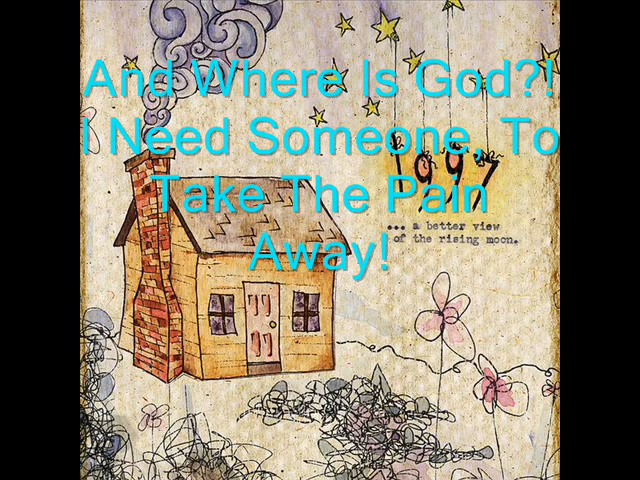 And Where Is God?!
I Need Someone, To
Take The Pain
Away!
1997
... a better view
of the rising moon.